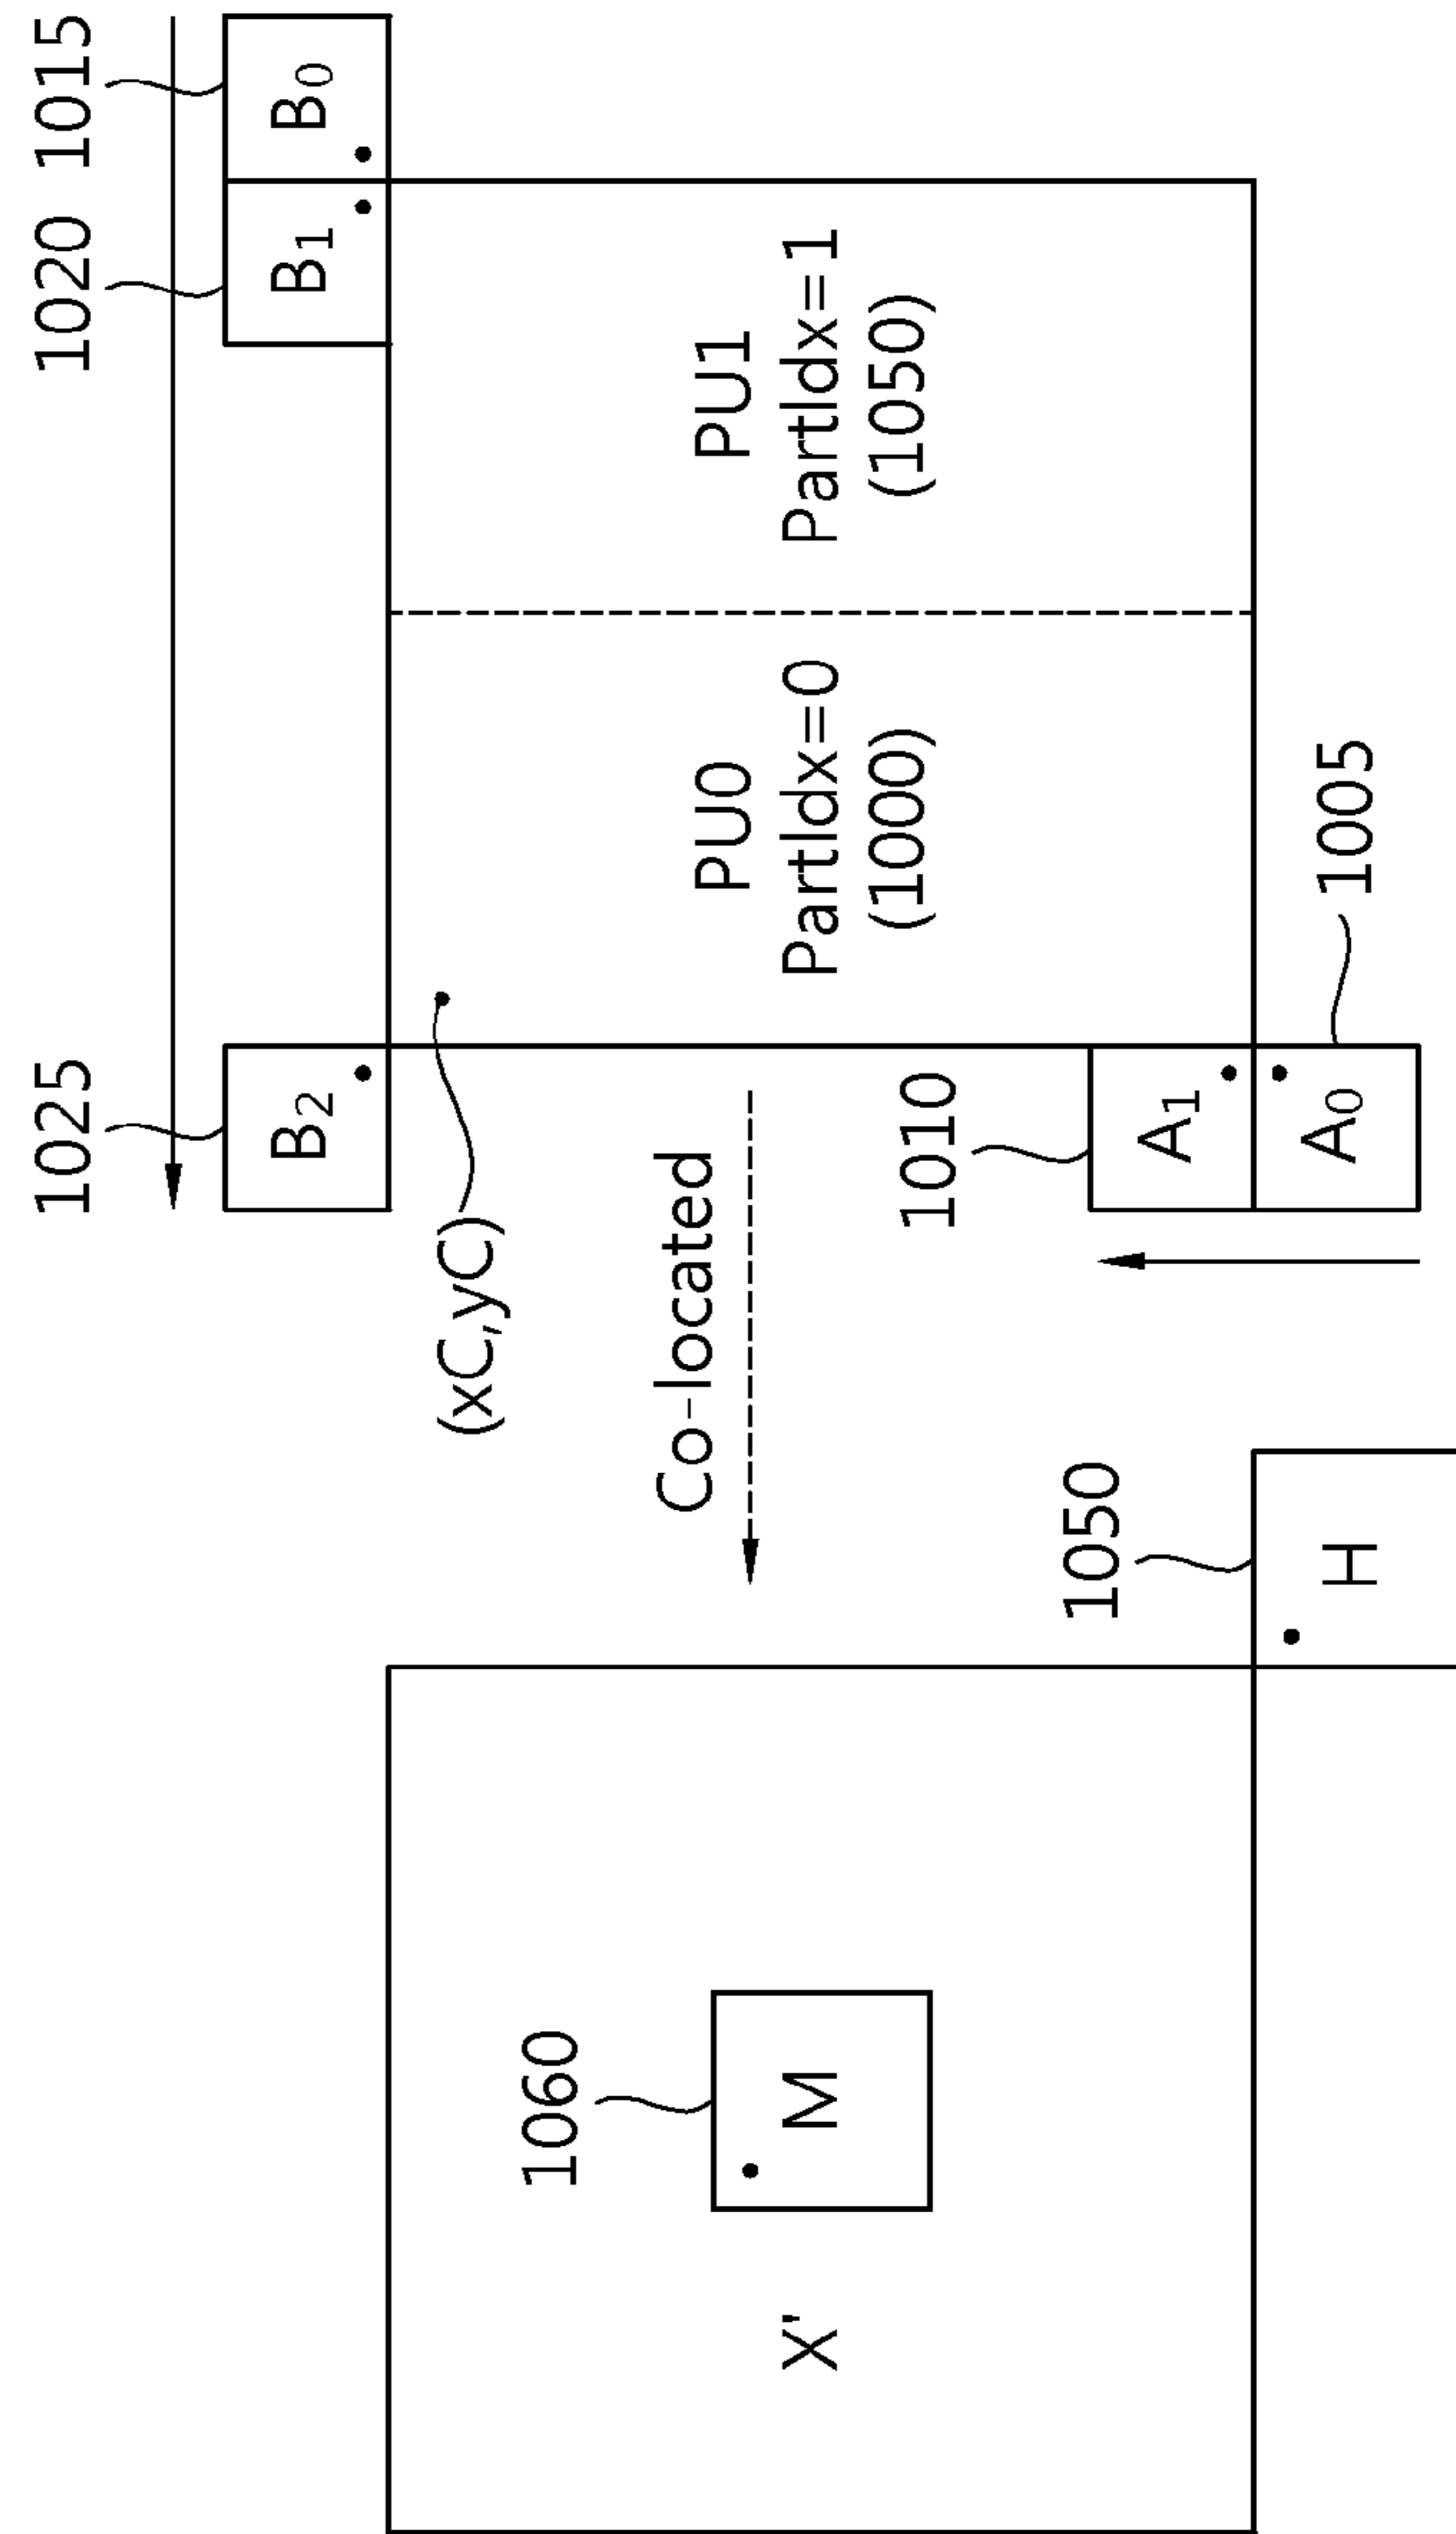 1025
1020
1015
B2
B1
B0
(xC,yC)
1060
Co-located
PU0
PartIdx=0
(1000)
PU1
PartIdx=1
(1050)
X'
M
1010
1050
A1
H
A0
1005